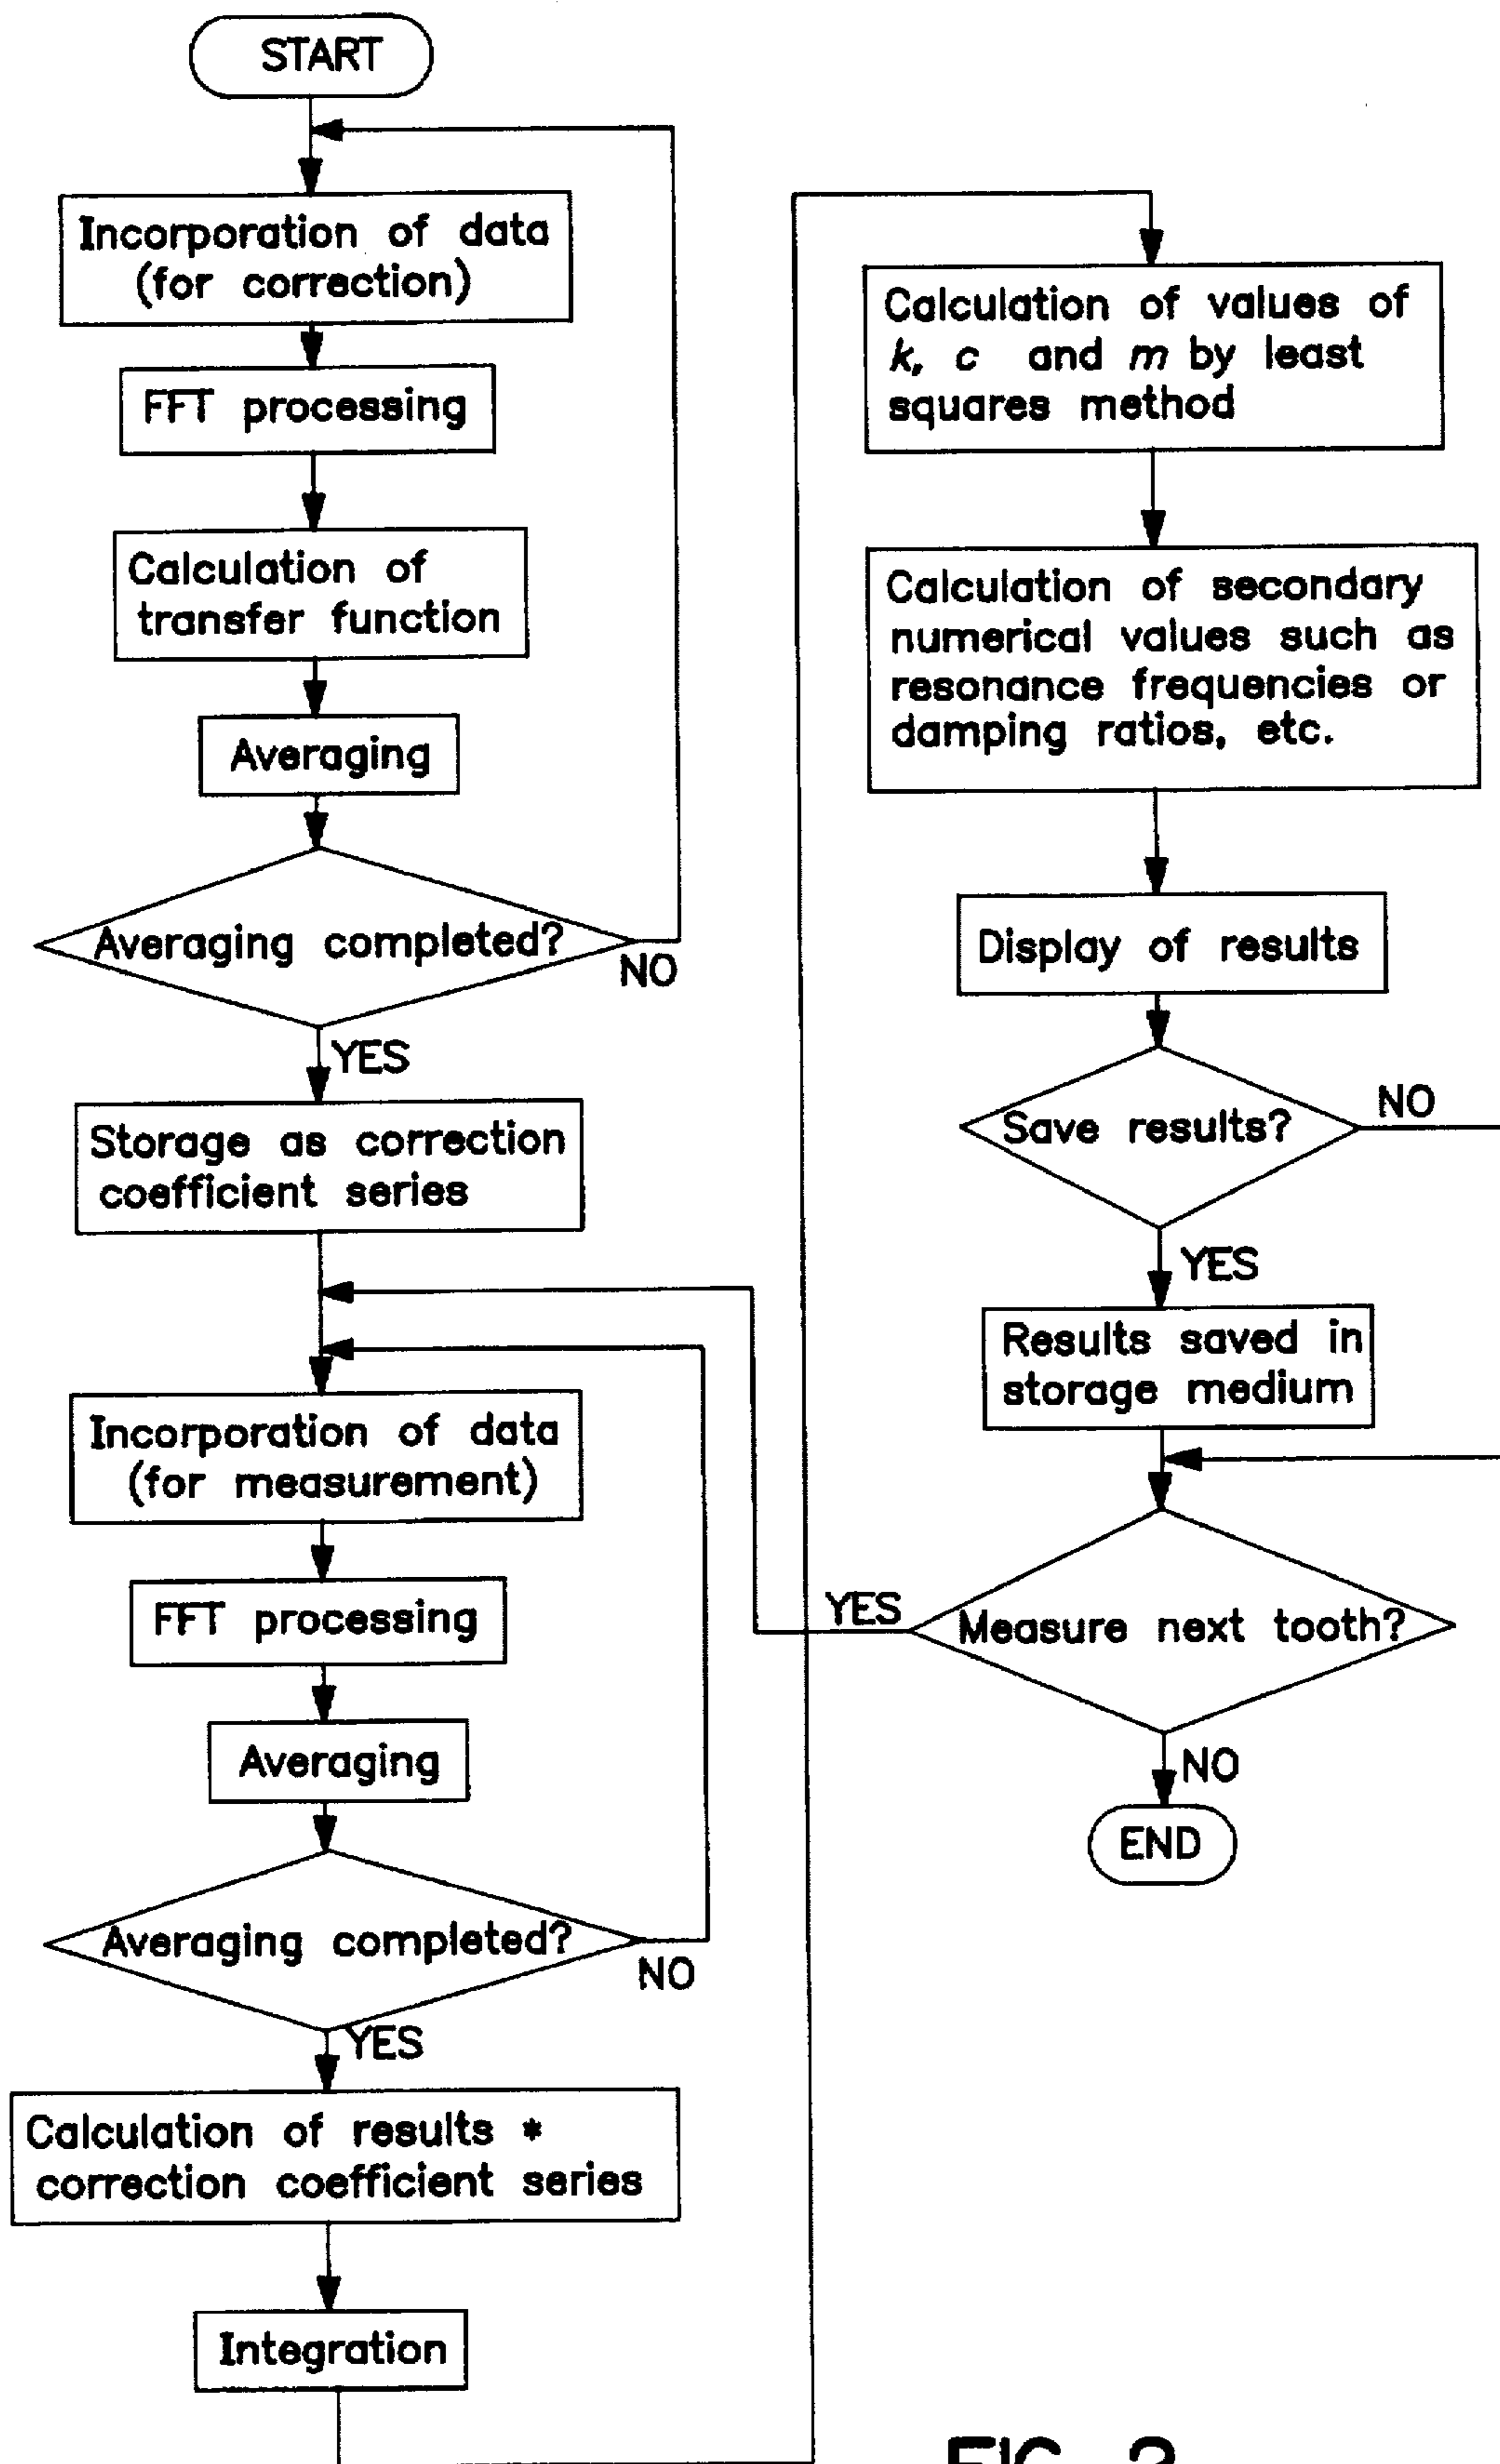 START
Incorporation of data
(for correction)
FFT processing
Calculation of
transfer function
Averaging
Averaging completed?
NO
YES
Storage as correction
coefficient series
Incorporation of data
(for measurement)
FFT processing
Averaging
Averaging completed?
NO
YES
Calculation of results *
correction coefficient series
Integration
Calculation of values of
k, c and m by least
squares method
Calculation of secondary
numerical values such as
resonance frequencies or
damping ratios, etc.
Display of results
Save results?
NO
YES
Results saved in
storage medium
Measure next tooth?
YES
NO
END